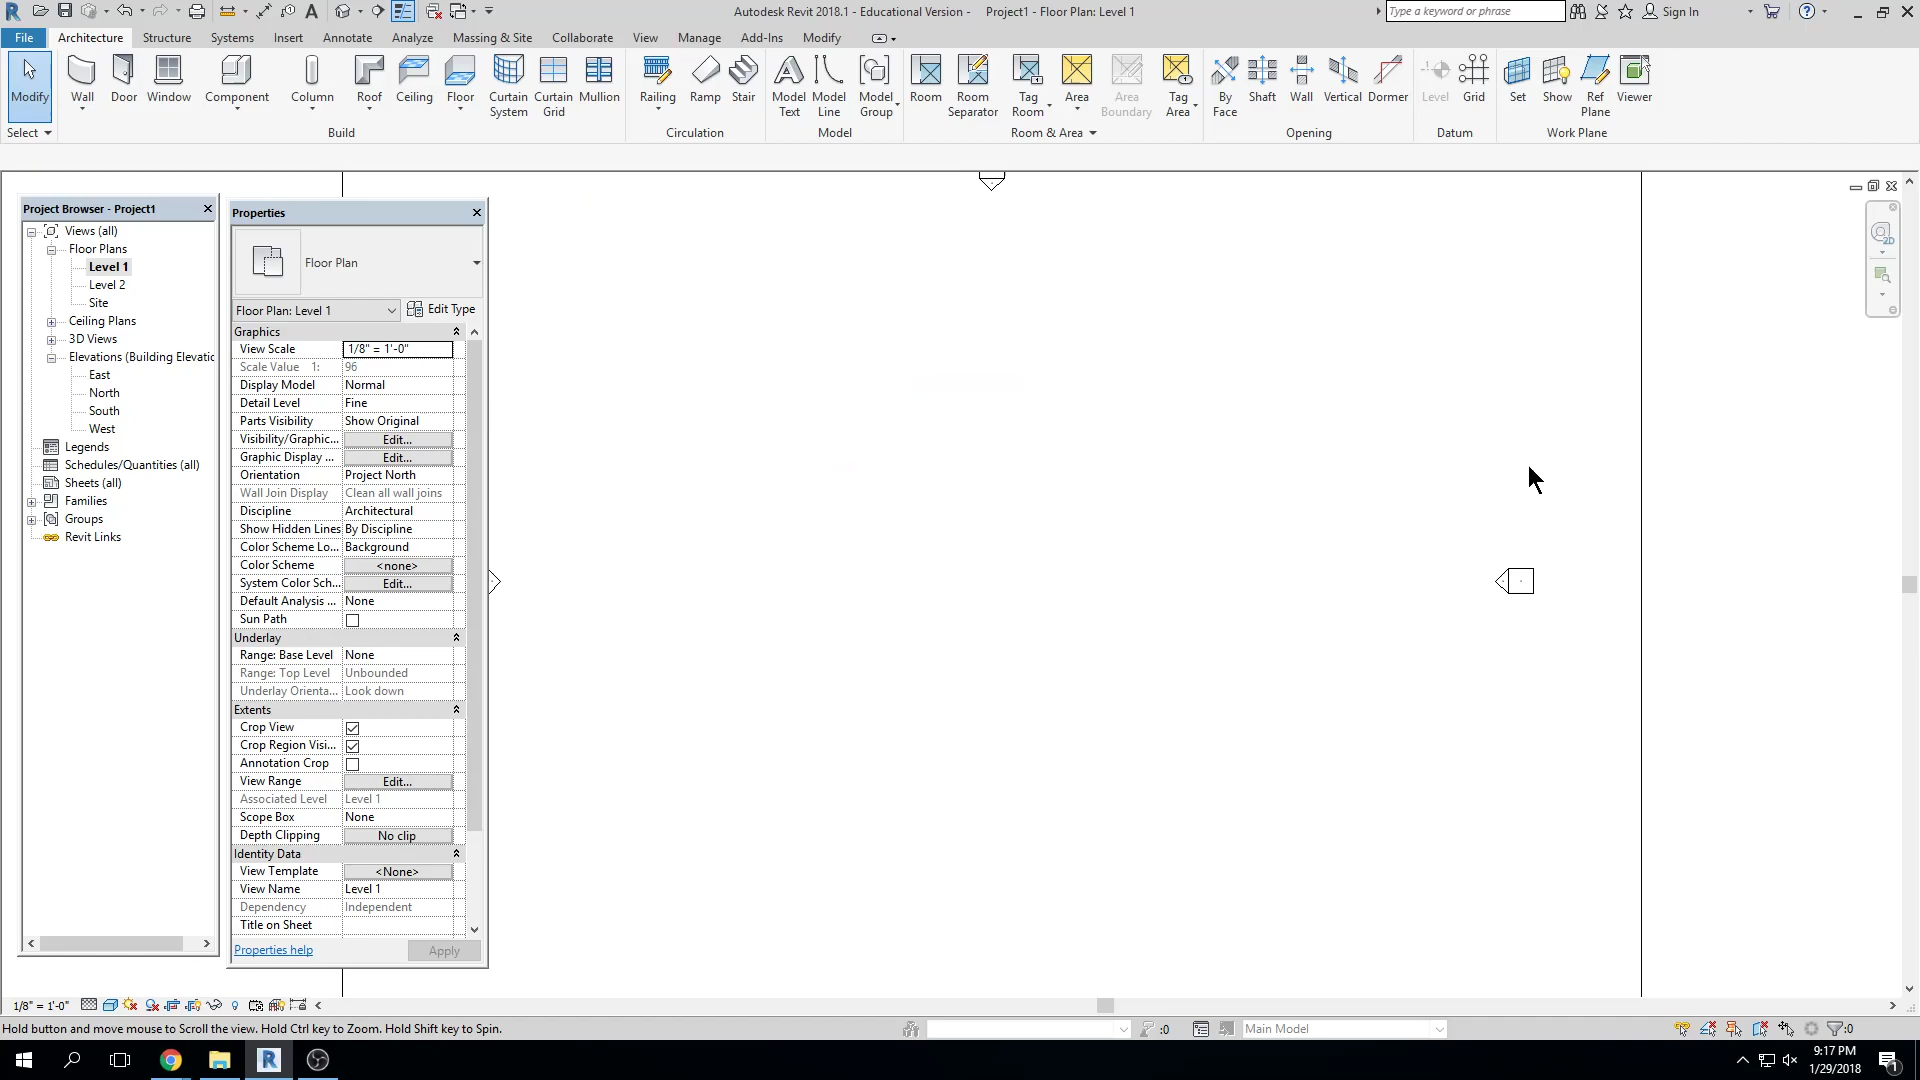 Autodesk Revit 2018.1 - Educational Version - Project1 - Floor Plan: Level 1
Type a keyword or phrase
Sign In
File Architecture Structure Systems Insert Annotate Analyze Massing & Site Collaborate View Manage Add-Ins Modify
Modify Wall Door Window Component Column Roof Ceiling Floor Curtain System Curtain Grid Mullion Railing Ramp Stair Model Text Model Line Model Group Room Room Separator Tag Room Area Area Boundary Tag Area By Face Shaft Wall Vertical Dormer Level Grid Set Show Ref Plane Viewer
Select Build Circulation Model Room & Area Opening Datum Work Plane
Project Browser - Project1
Views (all)
Floor Plans
Level 1
Level 2
Site
Ceiling Plans
3D Views
Elevations (Building Elevatic
East
North
South
West
Legends
Schedules/Quantities (all)
Sheets (all)
Families
Groups
Revit Links
Properties
Floor Plan
Floor Plan: Level 1 Edit Type
Graphics
View Scale 1/8" = 1'-0"
Scale Value 1: 96
Display Model Normal
Detail Level Fine
Parts Visibility Show Original
Visibility/Graphic... Edit...
Graphic Display ... Edit...
Orientation Project North
Wall Join Display Clean all wall joins
Discipline Architectural
Show Hidden Lines By Discipline
Color Scheme Lo... Background
Color Scheme <none>
System Color Sch... Edit...
Default Analysis ... None
Sun Path
Underlay
Range: Base Level None
Range: Top Level Unbounded
Underlay Orienta... Look down
Extents
Crop View
Crop Region Visi...
Annotation Crop
View Range Edit...
Associated Level Level 1
Scope Box None
Depth Clipping No clip
Identity Data
View Template <None>
View Name Level 1
Dependency Independent
Title on Sheet
Properties help Apply
2D
1/8" = 1'-0"
Hold button and move mouse to Scroll the view. Hold Ctrl key to Zoom. Hold Shift key to Spin.
:0
Main Model
:0
9:17 PM
1/29/2018
1